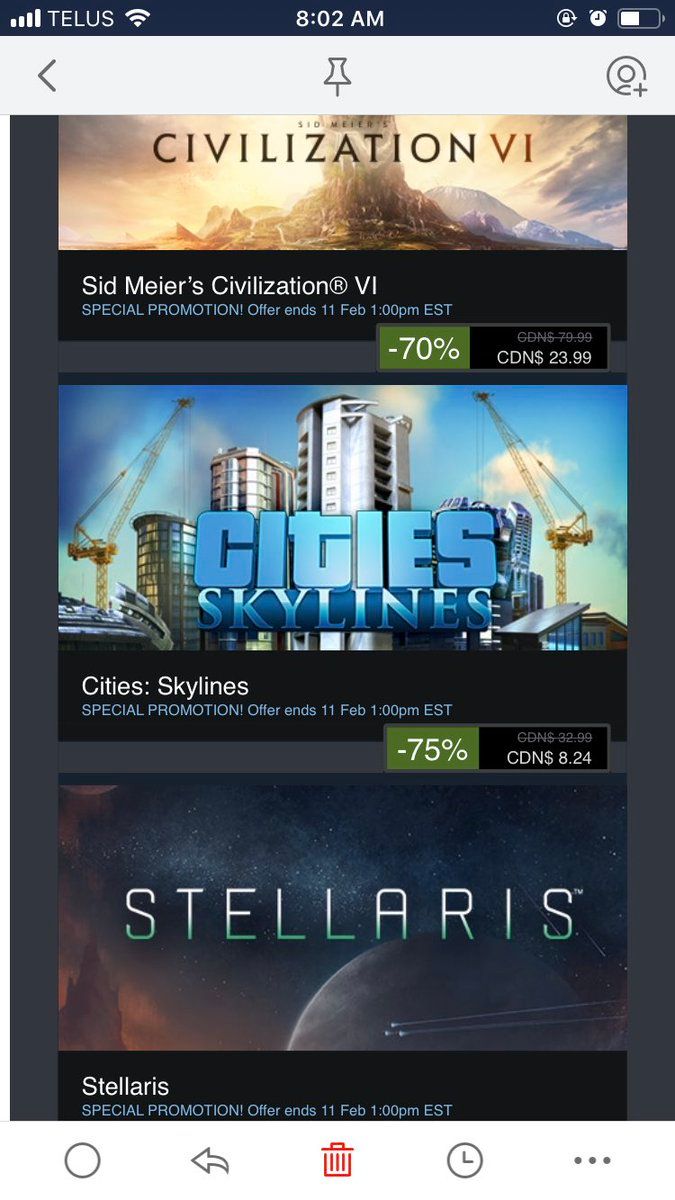 TELUS 8:02 AM
SID MEIER'S
CIVILIZATION VI
Sid Meier’s Civilization® VI
SPECIAL PROMOTION! Offer ends 11 Feb 1:00pm EST
-70%
CDN$ 79.99
CDN$ 23.99
CITIES
SKYLINES
Cities: Skylines
SPECIAL PROMOTION! Offer ends 11 Feb 1:00pm EST
-75%
CDN$ 32.99
CDN$ 8.24
STELLARIS™
Stellaris
SPECIAL PROMOTION! Offer ends 11 Feb 1:00pm EST